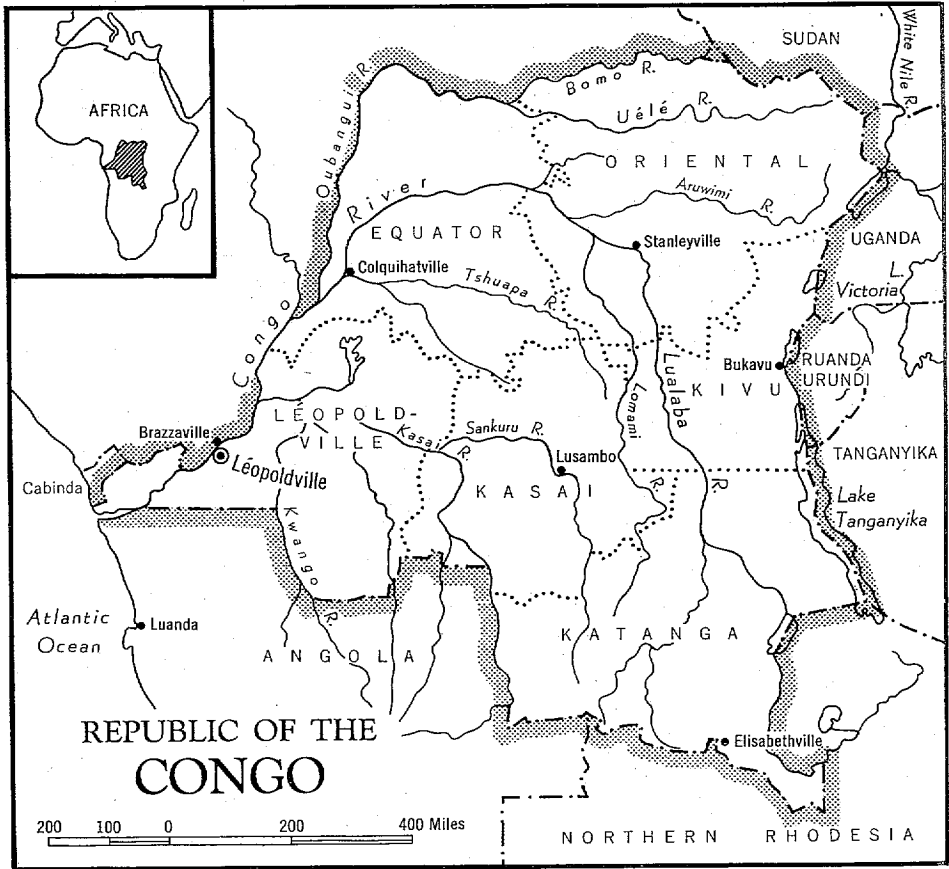 AFRICA
SUDAN
White Nile R.
Bomo R.
Oubangui R.
Uélé R.
ORIENTAL
Aruwimi R.
Congo River
EQUATOR
Stanleyville
UGANDA
Colquihatville
Tshuapa R.
L. Victoria
Bukavu
RUANDA
URUNDI
KIVU
Lualaba R.
Lomami R.
LÉOPOLD-
VILLE
Kasai R.
Sankuru R.
Brazzaville
Léopoldville
Lusambo
TANGANYIKA
Cabinda
KASAI
Lake
Tanganyika
Kwango R.
Atlantic
Ocean
Luanda
KATANGA
ANGOLA
REPUBLIC OF THE
CONGO
Elisabethville
200 100 0 200 400 Miles
NORTHERN RHODESIA